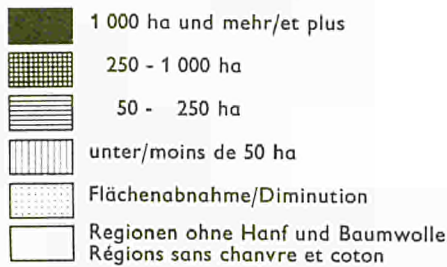 1 000 ha und mehr/et plus
250 - 1 000 ha
50 - 250 ha
unter/moins de 50 ha
Flächenabnahme/Diminution
Regionen ohne Hanf und Baumwolle
Régions sans chanvre et coton